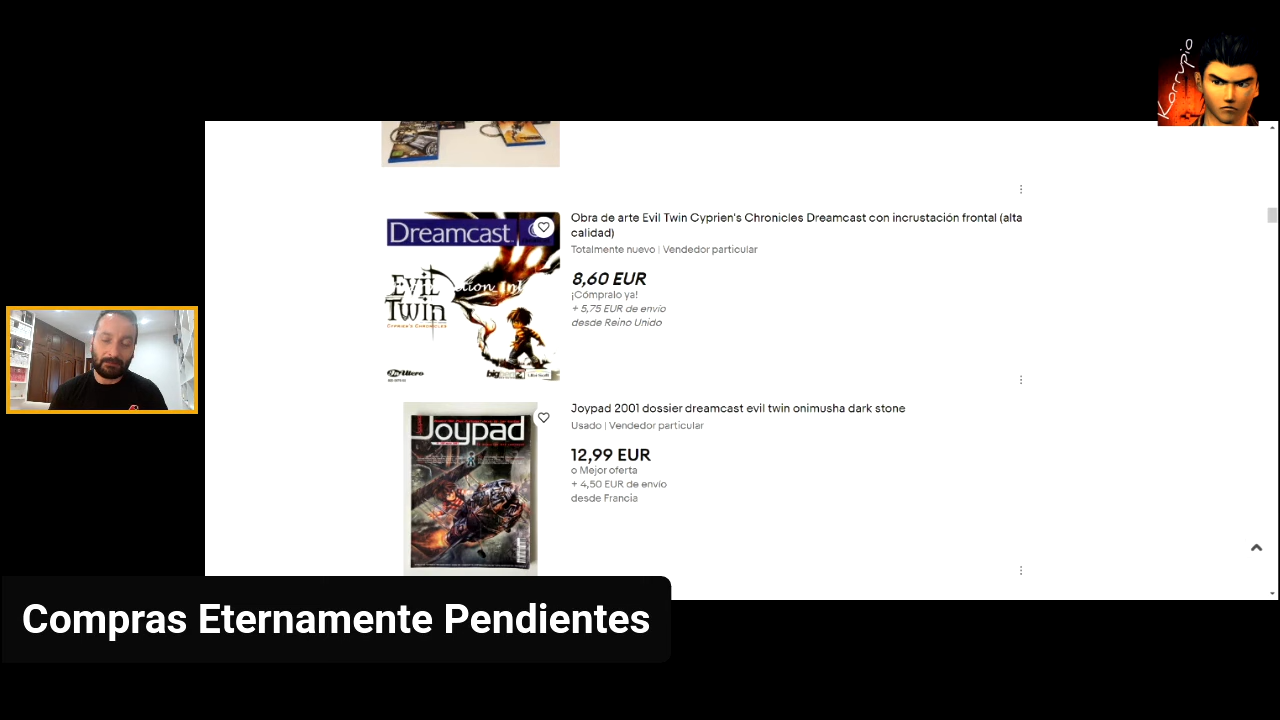 Korrupio
Obra de arte Evil Twin Cyprien's Chronicles Dreamcast con incrustación frontal (alta
calidad)
Totalmente nuevo | Vendedor particular
8,60 EUR
¡Cómpralo ya!
+ 5,75 EUR de envío
desde Reino Unido
Dreamcast
EVIL
TWIN
CYPRIEN'S CHRONICLES
Joypad 2001 dossier dreamcast evil twin onimusha dark stone
Usado | Vendedor particular
12,99 EUR
o Mejor oferta
+ 4,50 EUR de envío
desde Francia
Joypad
Compras Eternamente Pendientes